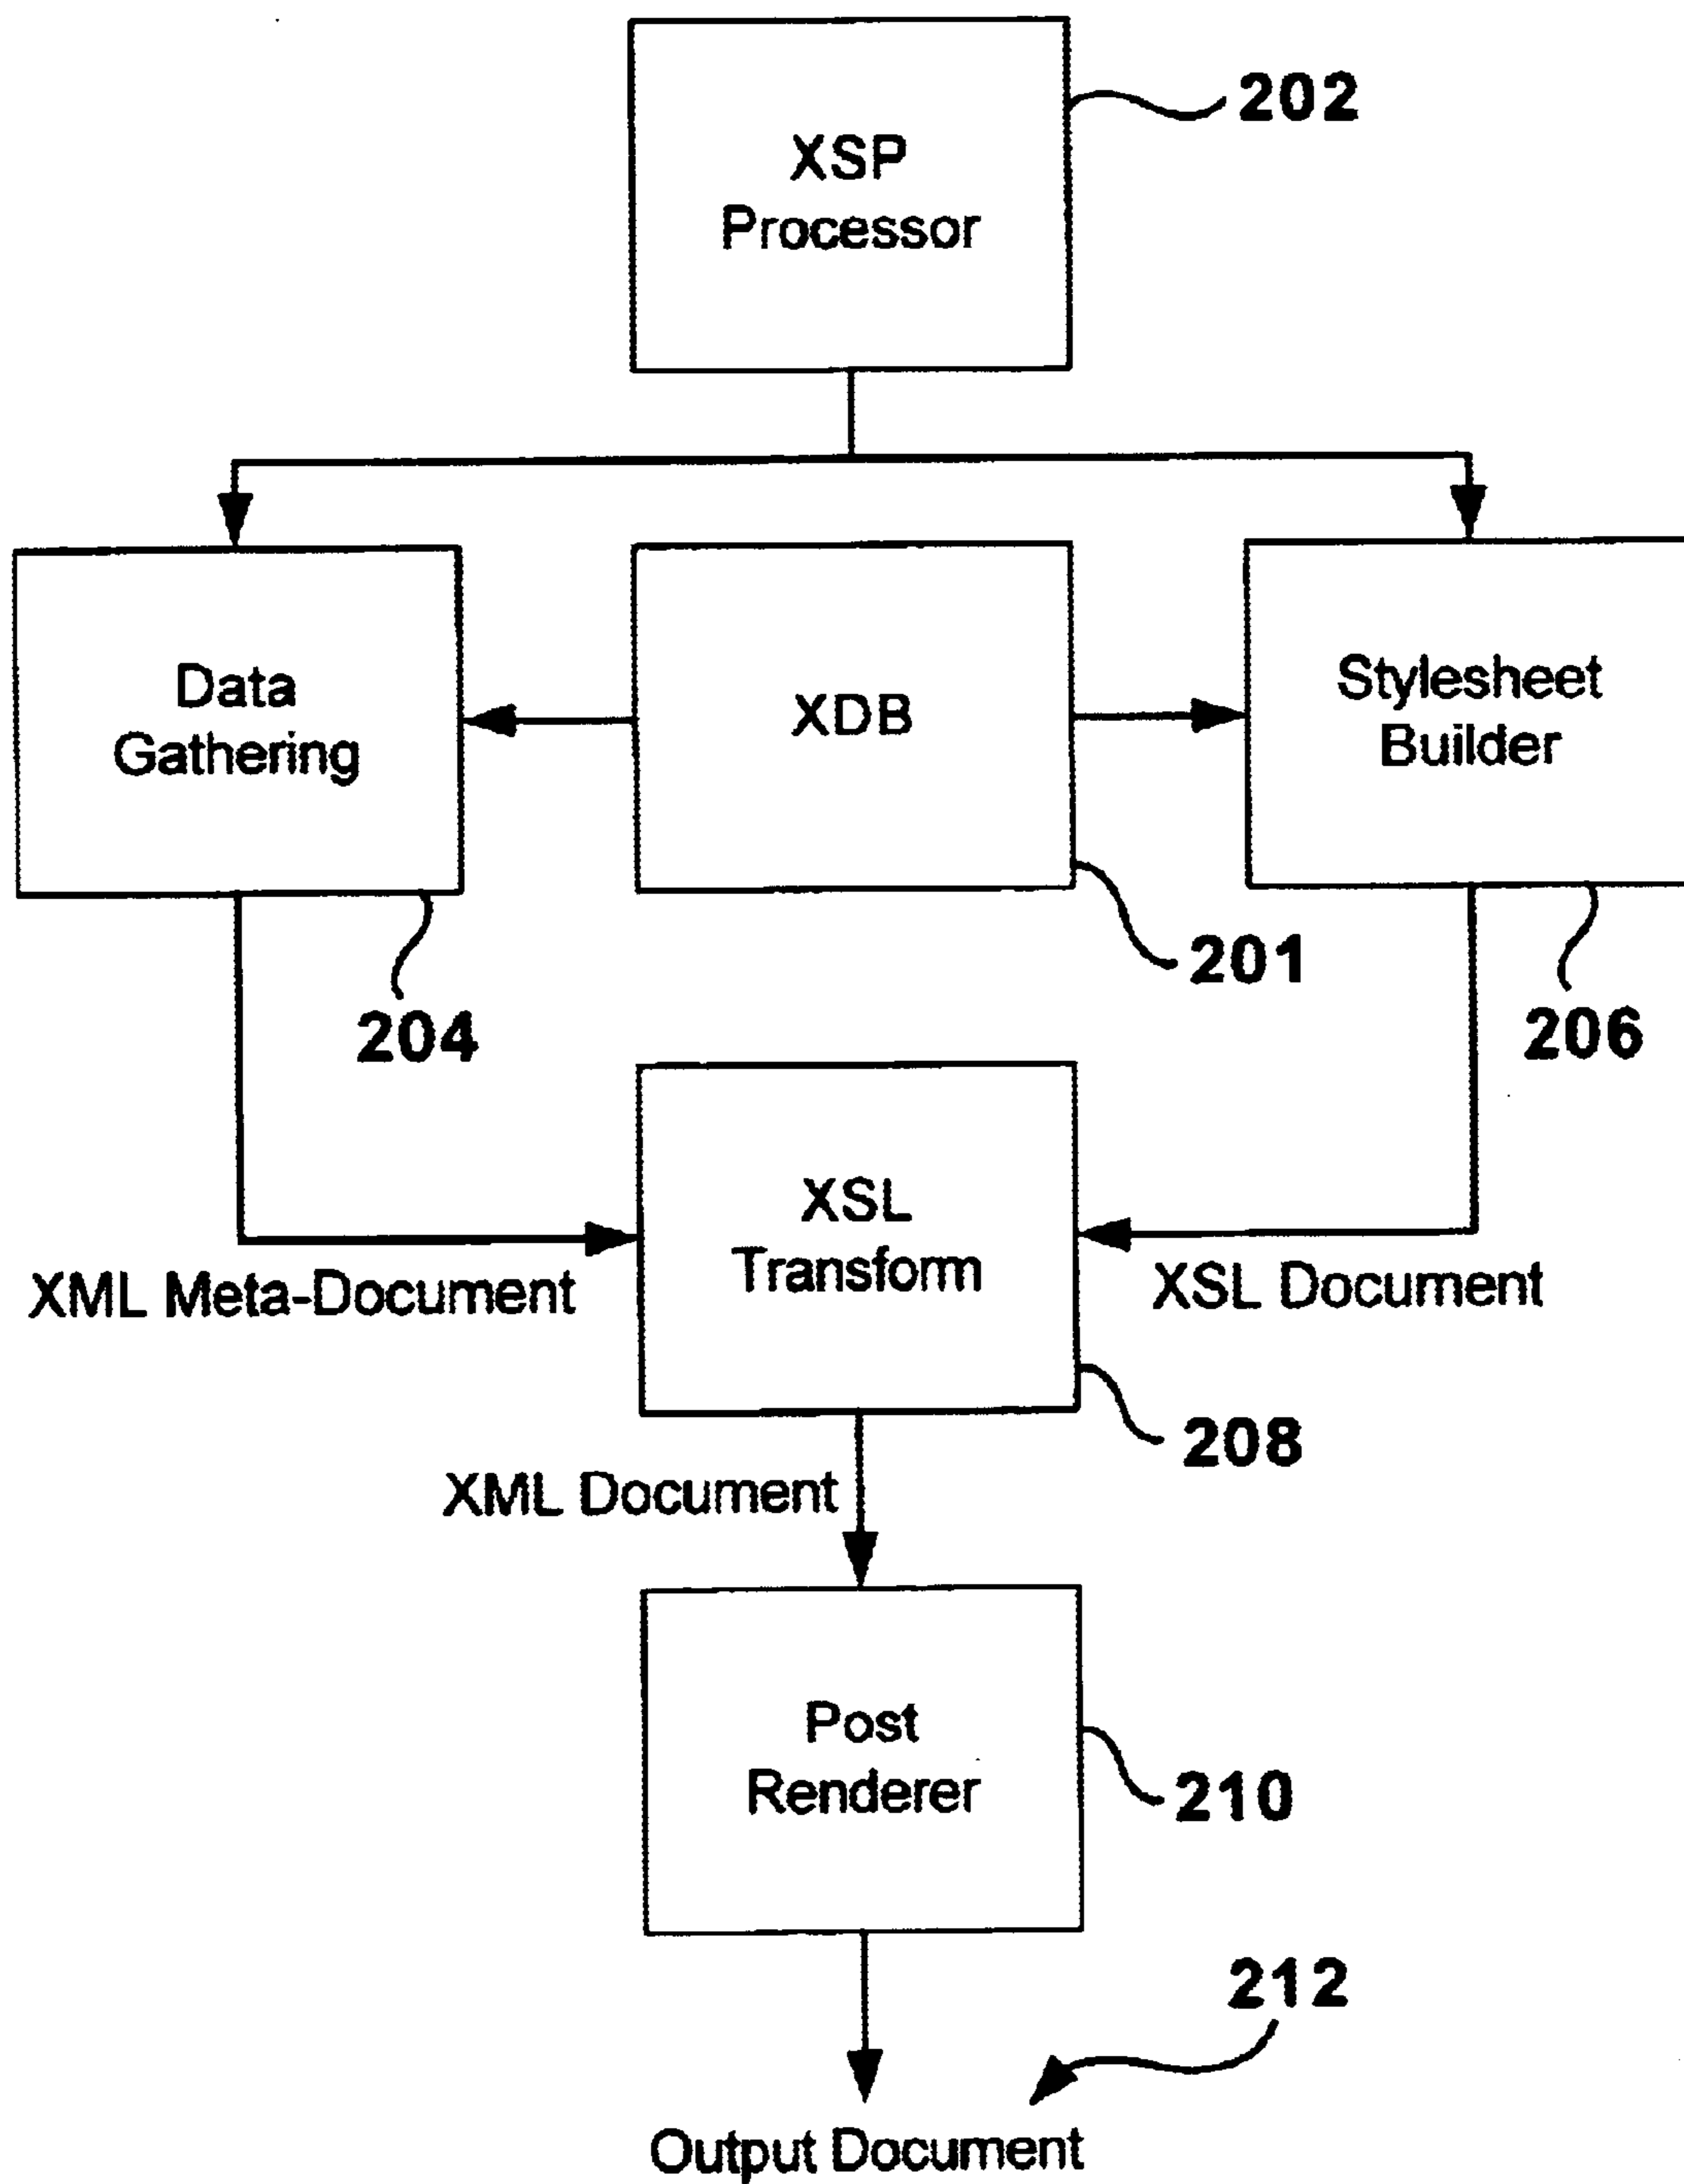 202
XSP
Processor
Data
Gathering
XDB
Stylesheet
Builder
201
204
206
XSL
Transform
XML Meta-Document
XSL Document
208
XML Document
Post
Renderer
210
212
Output Document